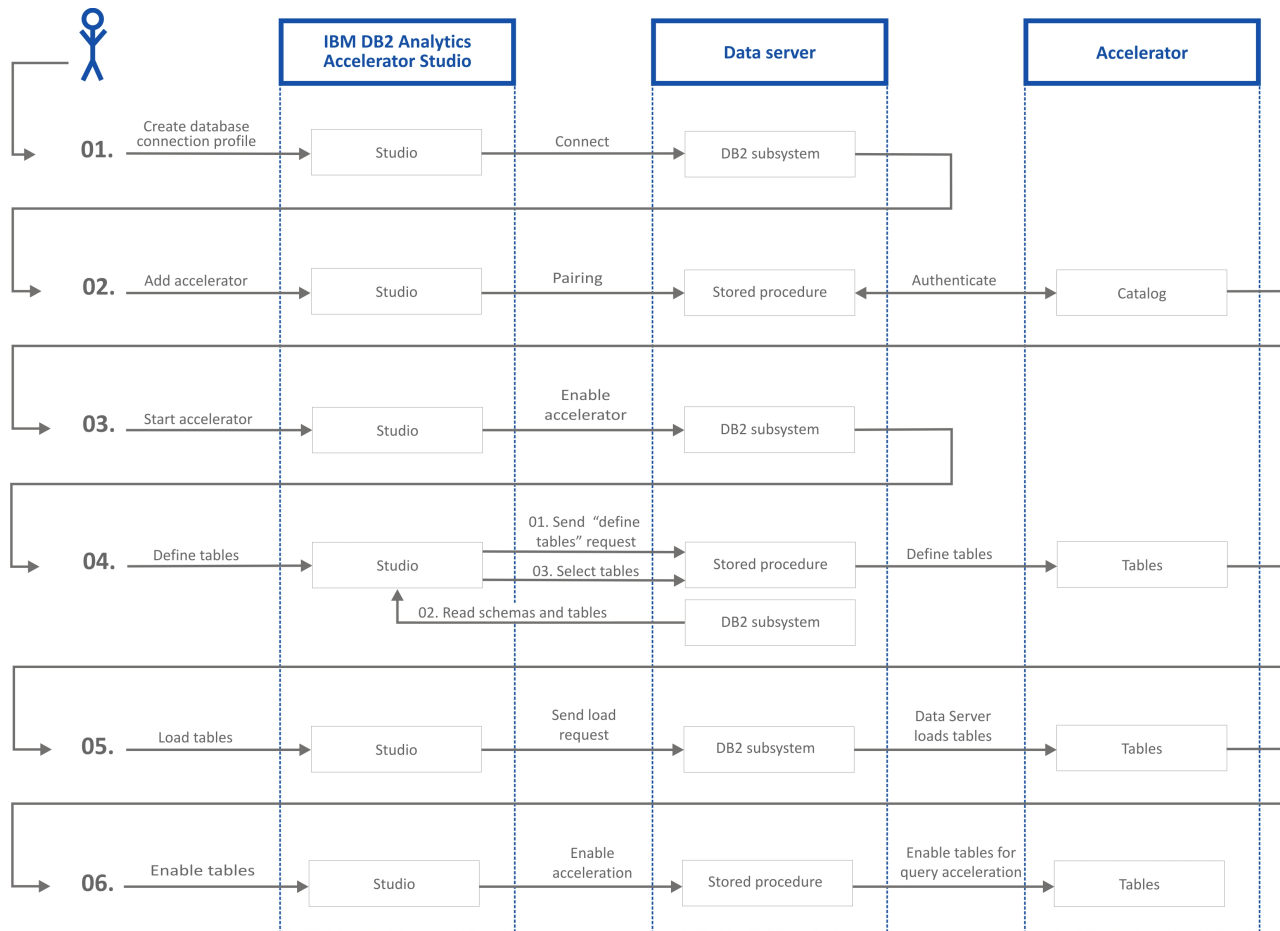 IBM DB2 Analytics
Accelerator Studio
Data server
Accelerator
Create database
connection profile
01.
Studio
Connect
DB2 subsystem
Add accelerator
02.
Studio
Pairing
Stored procedure
Authenticate
Catalog
Start accelerator
03.
Studio
Enable
accelerator
DB2 subsystem
Define tables
04.
Studio
01. Send “define
tables” request
03. Select tables
02. Read schemas and tables
Stored procedure
DB2 subsystem
Define tables
Tables
Load tables
05.
Studio
Send load
request
DB2 subsystem
Data Server
loads tables
Tables
Enable tables
06.
Studio
Enable
acceleration
Stored procedure
Enable tables for
query acceleration
Tables